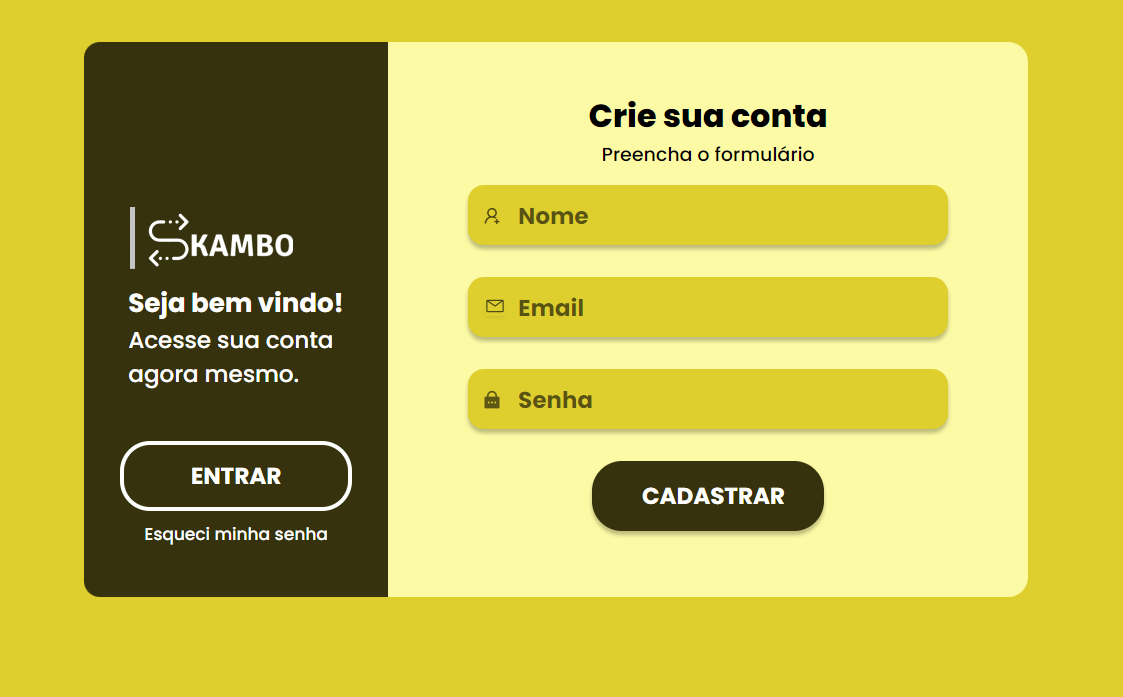 SKAMBO
Seja bem vindo!
Acesse sua conta
agora mesmo.
ENTRAR
Esqueci minha senha
Crie sua conta
Preencha o formulário
Nome
Email
Senha
CADASTRAR